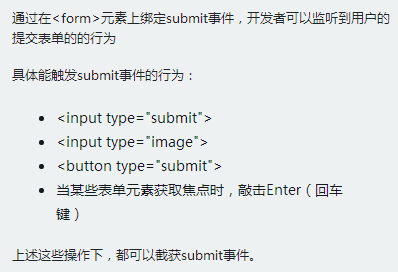 通过在<form>元素上绑定submit事件，开发者可以监听到用户的
提交表单的的行为
具体能触发submit事件的行为：
<input type="submit">
<input type="image">
<button type="submit">
当某些表单元素获取焦点时，敲击Enter（回车
键）
上述这些操作下，都可以截获submit事件。